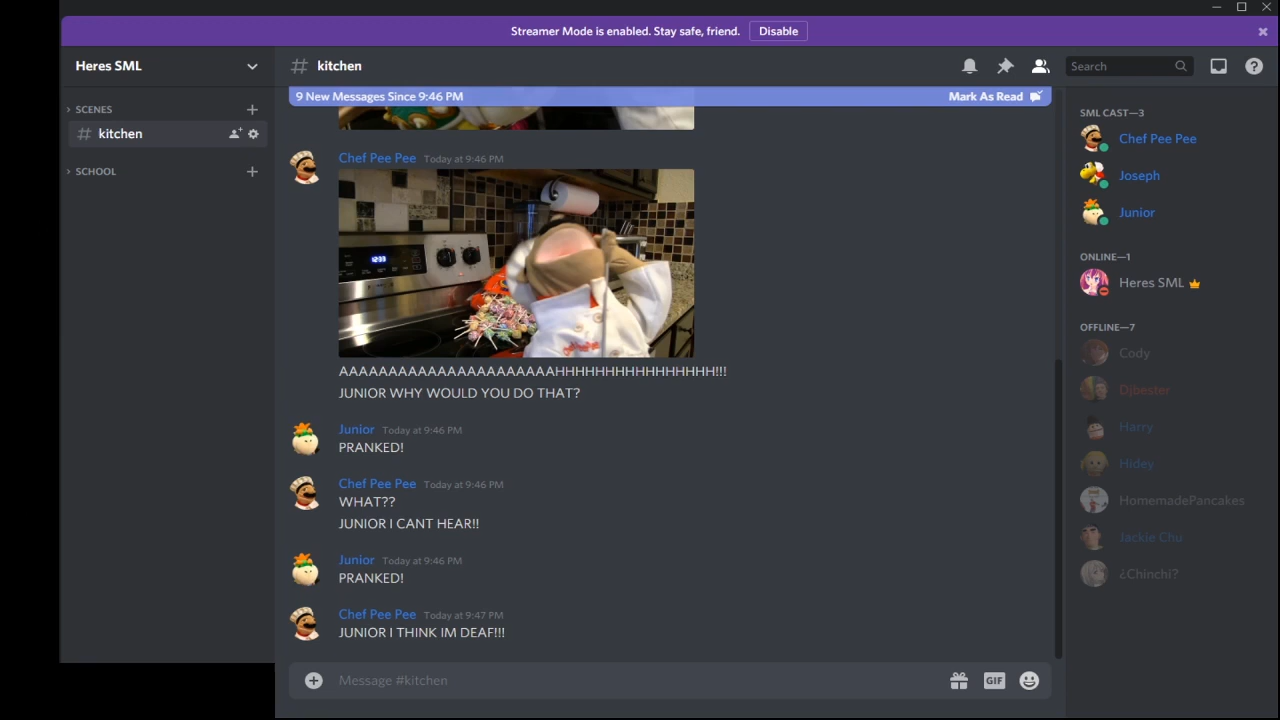 Streamer Mode is enabled. Stay safe, friend. Disable
Heres SML
SCENES
kitchen
SCHOOL
# kitchen
Search
9 New Messages Since 9:46 PM Mark As Read
Chef Pee Pee Today at 9:46 PM
1233
AAAAAAAAAAAAAAAAAAAAAAHHHHHHHHHHHHHHHH!!!
JUNIOR WHY WOULD YOU DO THAT?
Junior Today at 9:46 PM
PRANKED!
Chef Pee Pee Today at 9:46 PM
WHAT??
JUNIOR I CANT HEAR!!
Junior Today at 9:46 PM
PRANKED!
Chef Pee Pee Today at 9:47 PM
JUNIOR I THINK IM DEAF!!!
Message #kitchen
GIF
SML CAST—3
Chef Pee Pee
Joseph
Junior
ONLINE—1
Heres SML
OFFLINE—7
Cody
Djbester
Harry
Hidey
HomemadePancakes
Jackie Chu
¿Chinchi?